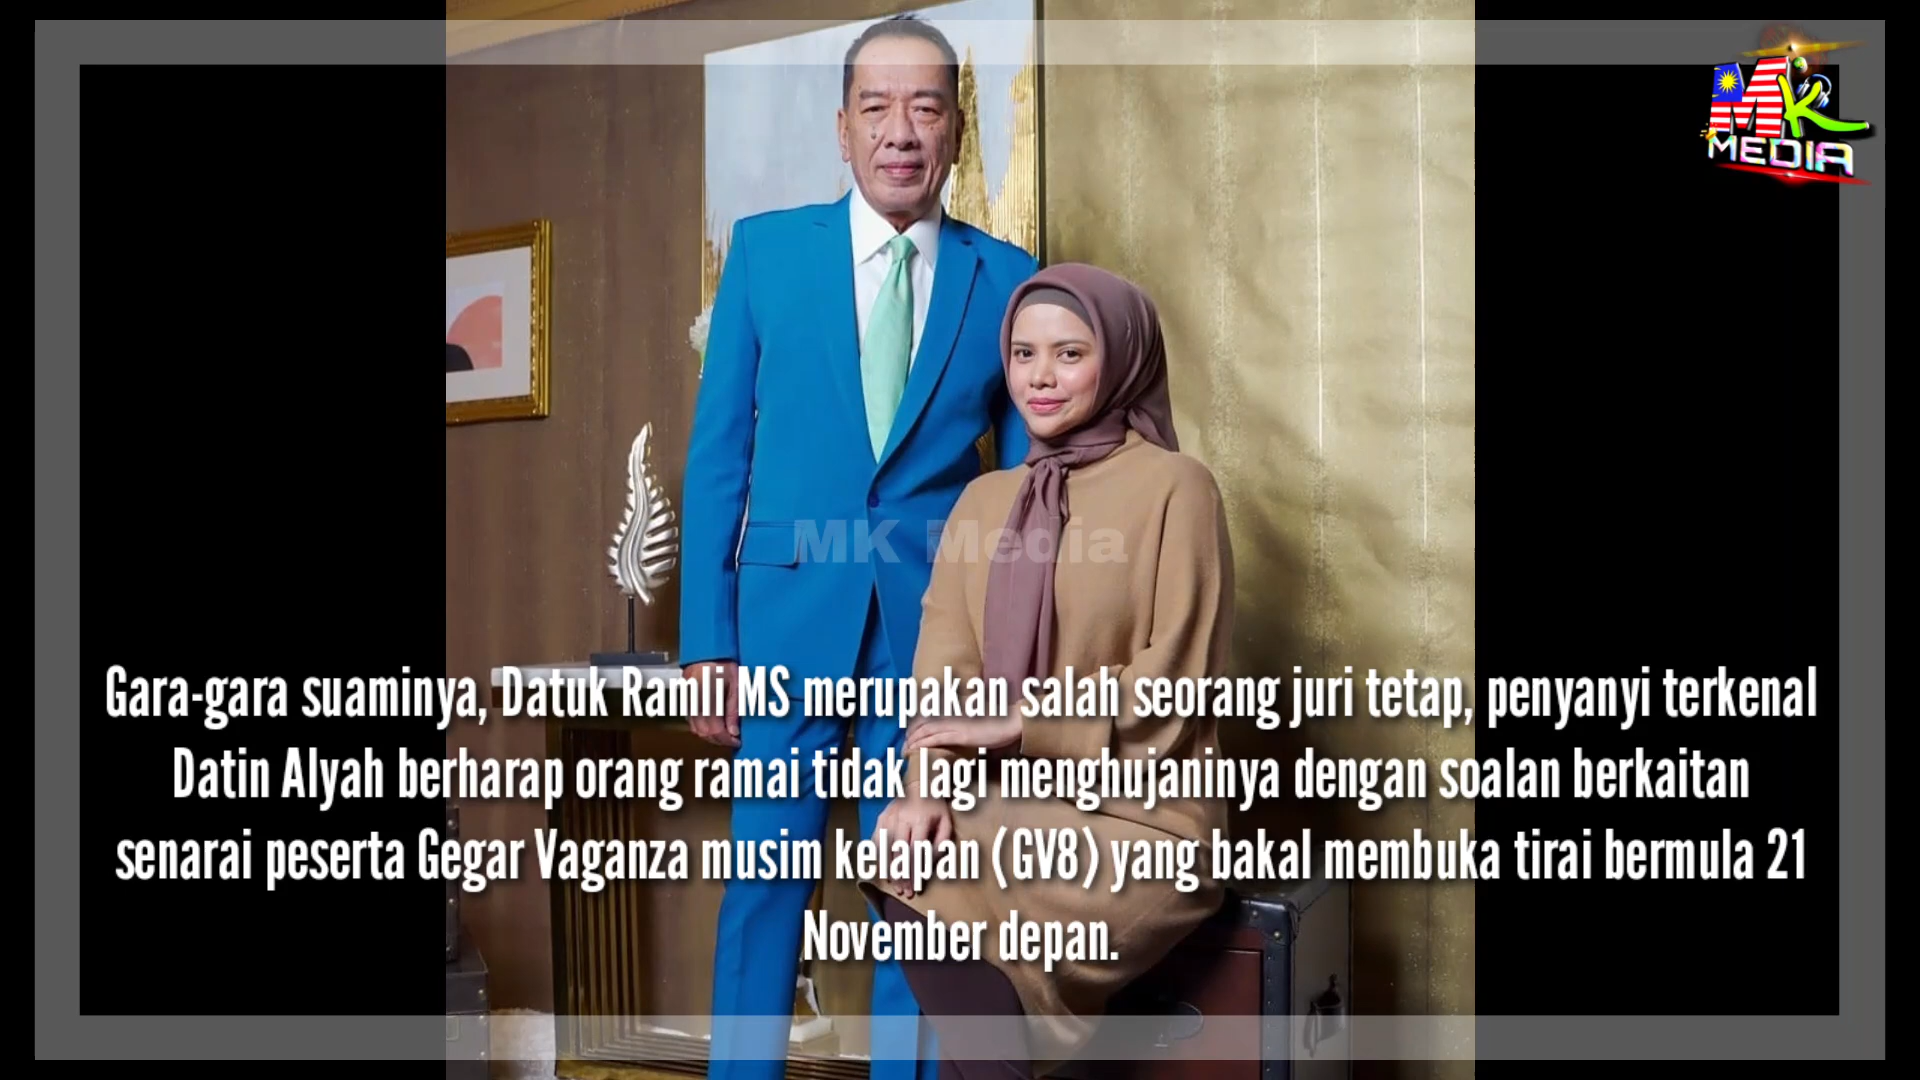 MK
MEDIA
MK Media
Gara-gara suaminya, Datuk Ramli MS merupakan salah seorang juri tetap, penyanyi terkenal
Datin Alyah berharap orang ramai tidak lagi menghujaninya dengan soalan berkaitan
senarai peserta Gegar Vaganza musim kelapan (GV8) yang bakal membuka tirai bermula 21
November depan.